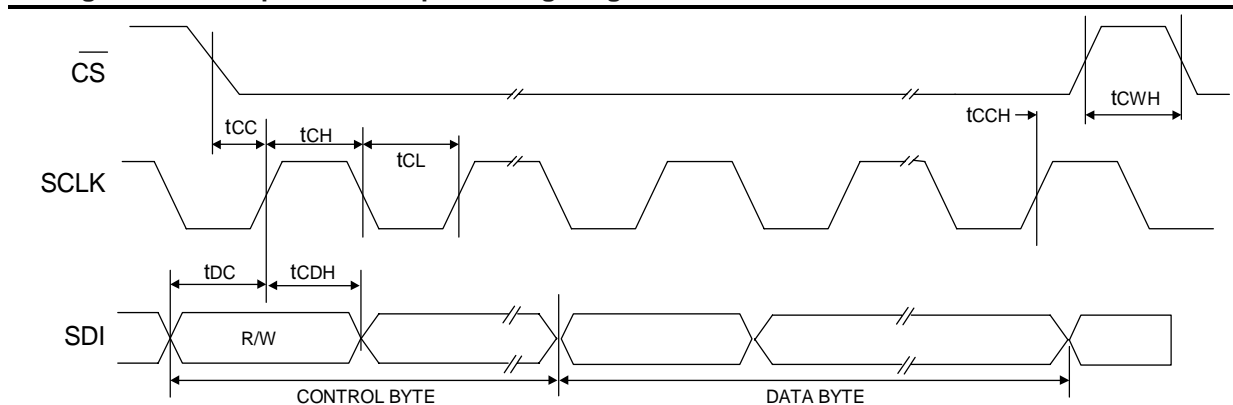 CS
tCC
tCH
tCL
tCCH
tCWH
SCLK
tDC
tCDH
SDI
R/W
CONTROL BYTE
DATA BYTE